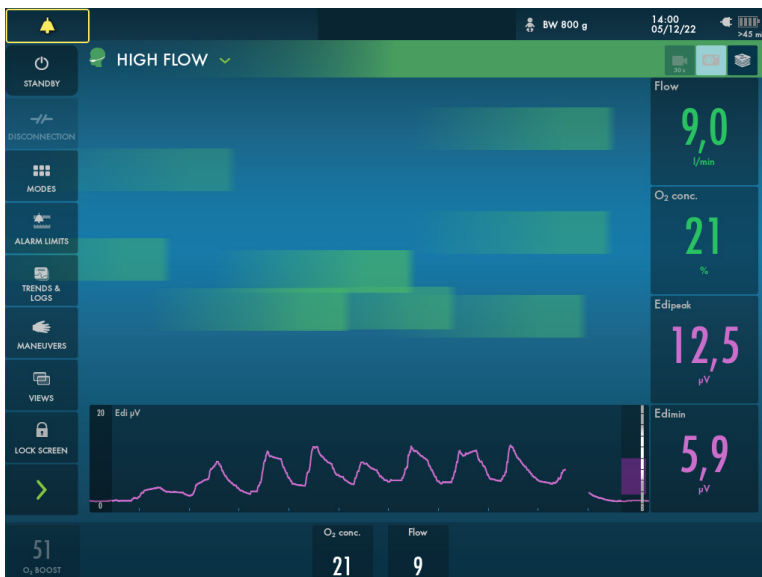 BW 800 g
14:00
05/12/22
>45 m
STANDBY
HIGH FLOW
30 s
DISCONNECTION
MODES
ALARM LIMITS
TRENDS &
LOGS
MANEUVERS
VIEWS
LOCK SCREEN
Flow
9,0
l/min
O₂ conc.
21
%
Edipeak
12,5
µV
Edimin
5,9
µV
20 Edi µV
0
51
O₂ BOOST
O₂ conc.
21
Flow
9